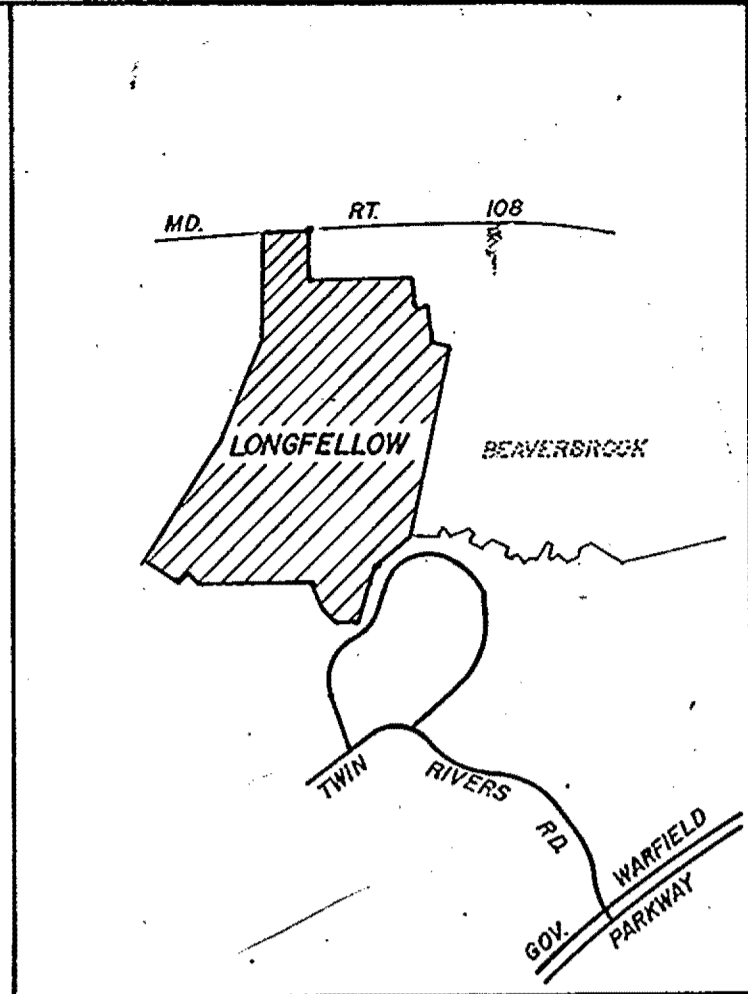 MD. RT. 108
LONGFELLOW
BEAVERBROOK
TWIN RIVERS RD.
GOV. WARFIELD
PARKWAY